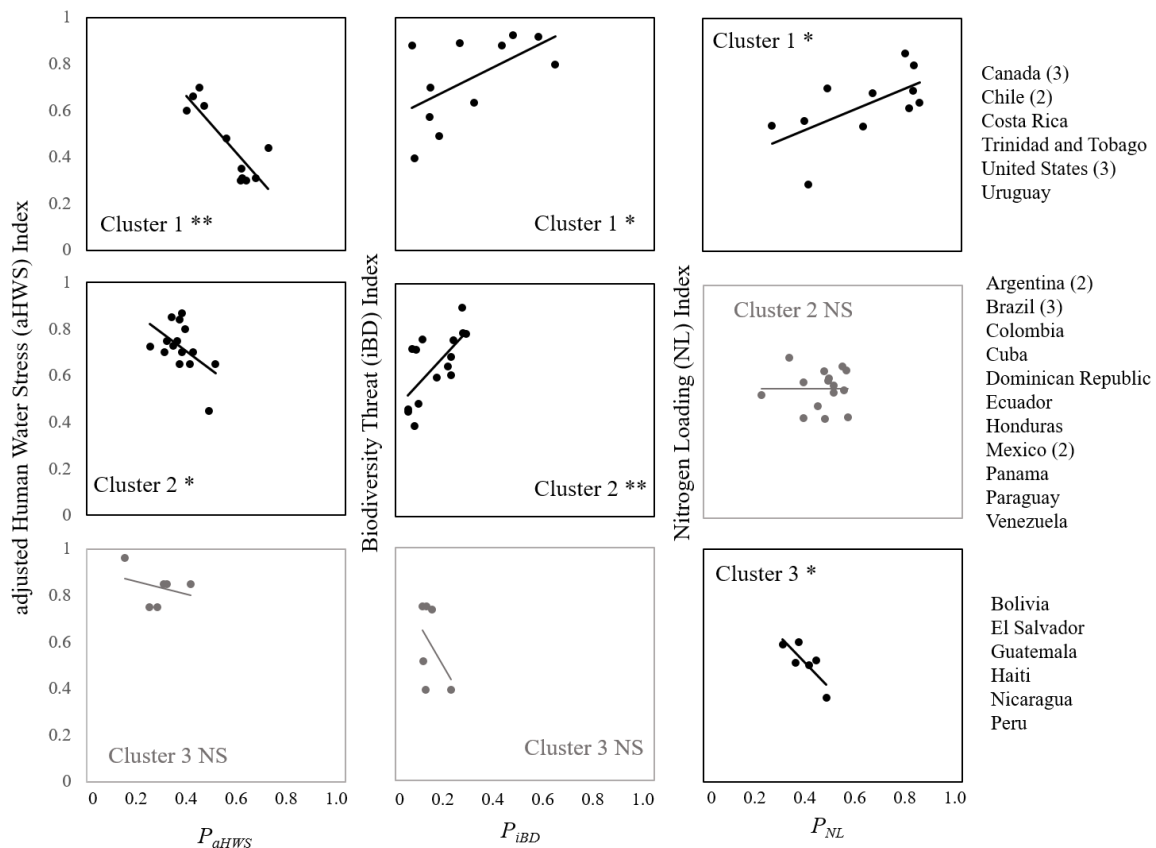 adjusted Human Water Stress (aHWS) Index
1
0.8
0.6
0.4
0.2
0
Cluster 1 **
Biodiversity Threat (iBD) Index
Cluster 1 *
Nitrogen Loading (NL) Index
Cluster 1 *
Canada (3)
Chile (2)
Costa Rica
Trinidad and Tobago
United States (3)
Uruguay
1
0.8
0.6
0.4
0.2
0
Cluster 2 *
Cluster 2 **
Cluster 2 NS
Argentina (2)
Brazil (3)
Colombia
Cuba
Dominican Republic
Ecuador
Honduras
Mexico (2)
Panama
Paraguay
Venezuela
1
0.8
0.6
0.4
0.2
0
Cluster 3 NS
Cluster 3 NS
Cluster 3 *
Bolivia
El Salvador
Guatemala
Haiti
Nicaragua
Peru
0 0.2 0.4 0.6 0.8 1.0
0 0.2 0.4 0.6 0.8 1.0
0 0.2 0.4 0.6 0.8 1.0
PaHWS
PiBD
PNL